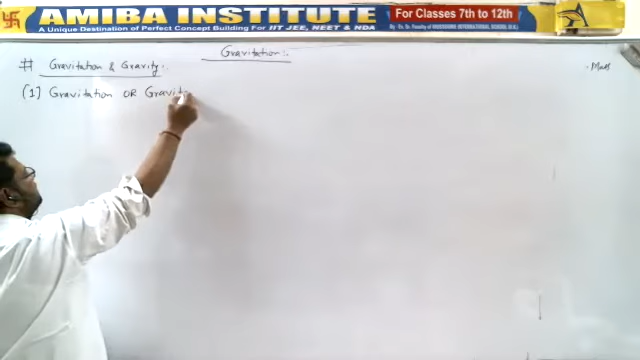 AMIBA INSTITUTE
A Unique Destination of Perfect Concept Building For IIT JEE, NEET & NDA
For Classes 7th to 12th
Gravitation:.
# Gravitation & Gravity:.
(1) Gravitation OR Gravit